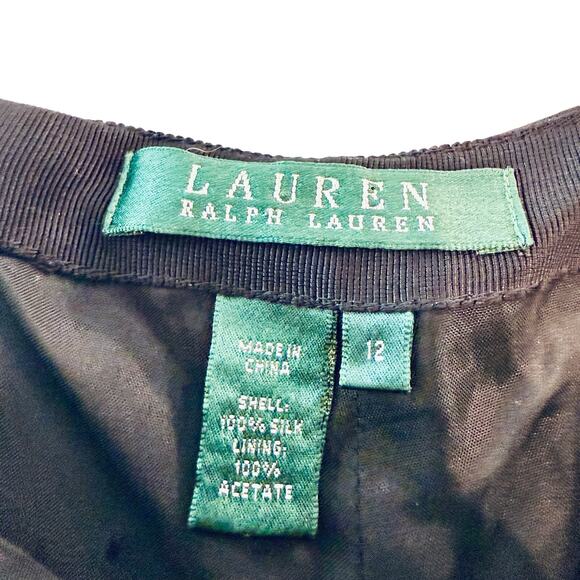 LAUREN
RALPH LAUREN
MADE IN
CHINA
SHELL:
100% SILK
LINING:
100%
ACETATE
12